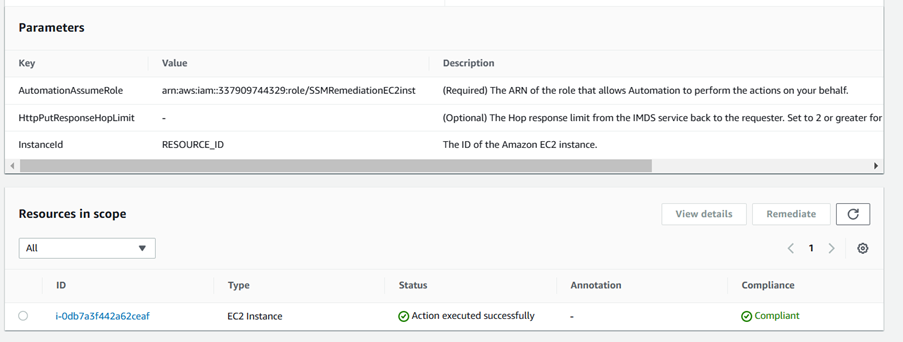 Parameters
Key Value Description
AutomationAssumeRole arn:aws:iam::337909744329:role/SSMRemediationEC2inst (Required) The ARN of the role that allows Automation to perform the actions on your behalf.
HttpPutResponseHopLimit - (Optional) The Hop response limit from the IMDS service back to the requester. Set to 2 or greater for
InstanceId RESOURCE_ID The ID of the Amazon EC2 instance.
Resources in scope View details Remediate
All 1
ID Type Status Annotation Compliance
i-0db7a3f442a62ceaf EC2 Instance Action executed successfully - Compliant